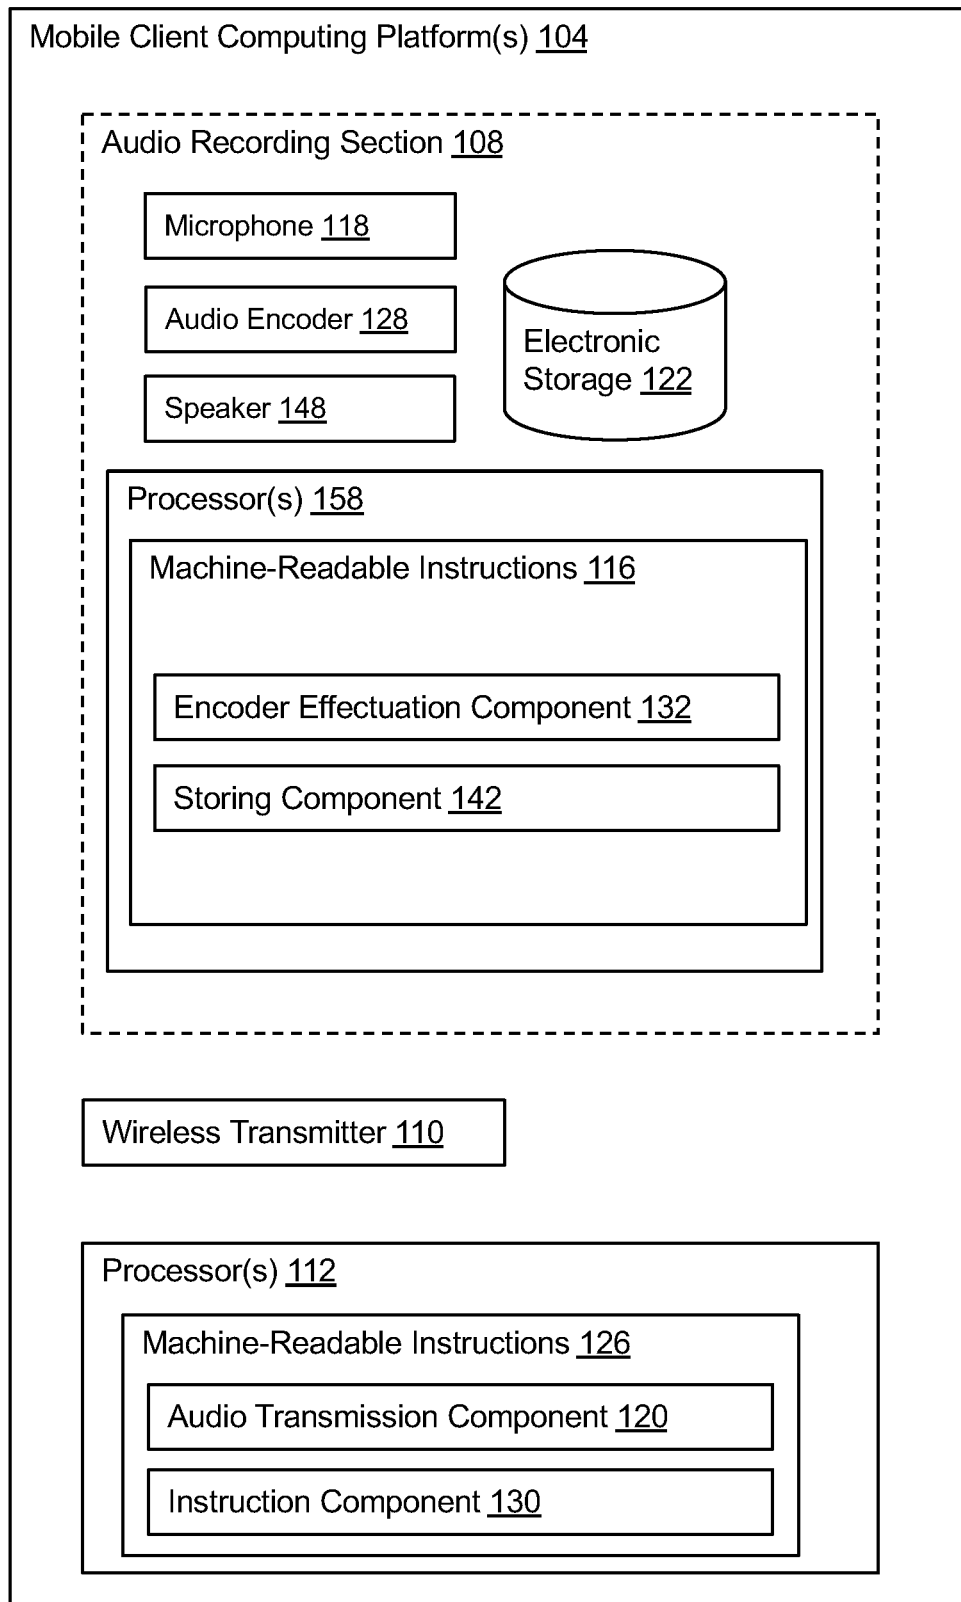 Mobile Client Computing Platform(s) 104
Audio Recording Section 108
Microphone 118
Audio Encoder 128
Speaker 148
Electronic
Storage 122
Processor(s) 158
Machine-Readable Instructions 116
Encoder Effectuation Component 132
Storing Component 142
Wireless Transmitter 110
Processor(s) 112
Machine-Readable Instructions 126
Audio Transmission Component 120
Instruction Component 130